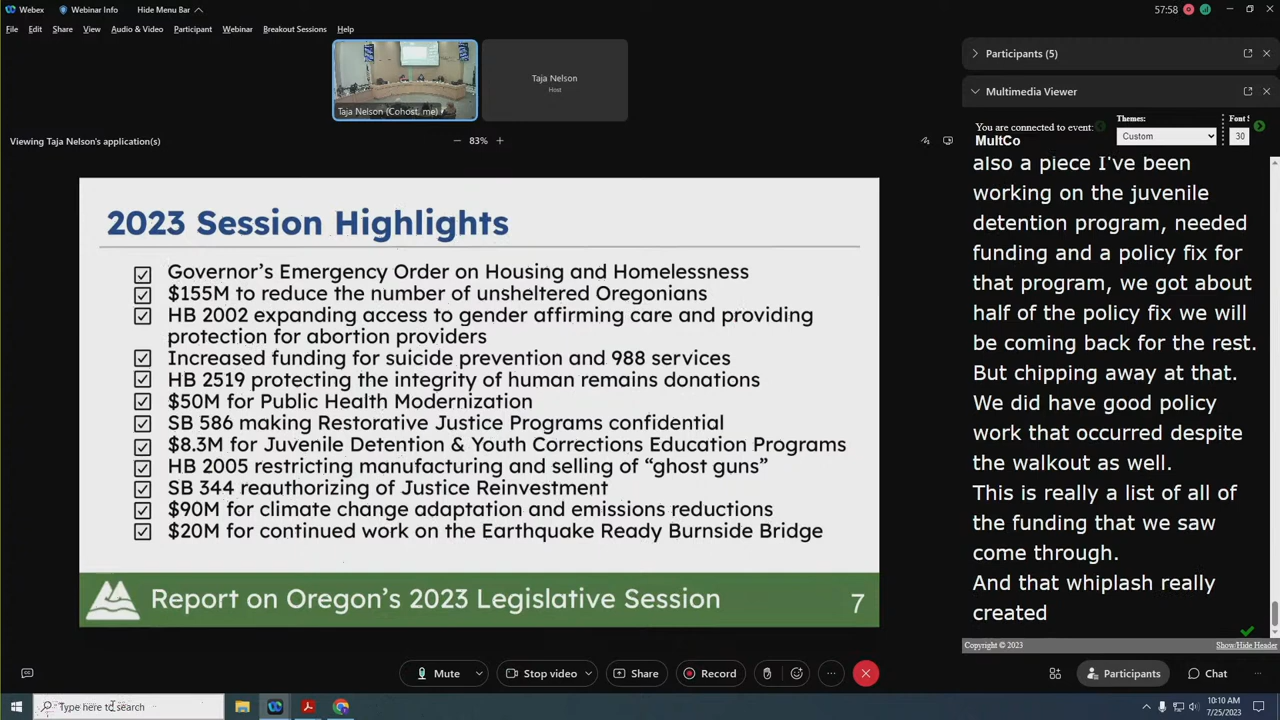 Webex
Webinar Info
Hide Menu Bar
57:58
File Edit Share View Audio & Video Participant Webinar Breakout Sessions Help
Taja Nelson (Cohost, me)
Taja Nelson
Host
Viewing Taja Nelson's application(s)
83%
2023 Session Highlights
Governor's Emergency Order on Housing and Homelessness
$155M to reduce the number of unsheltered Oregonians
HB 2002 expanding access to gender affirming care and providing
protection for abortion providers
Increased funding for suicide prevention and 988 services
HB 2519 protecting the integrity of human remains donations
$50M for Public Health Modernization
SB 586 making Restorative Justice Programs confidential
$8.3M for Juvenile Detention & Youth Corrections Education Programs
HB 2005 restricting manufacturing and selling of “ghost guns”
SB 344 reauthorizing of Justice Reinvestment
$90M for climate change adaptation and emissions reductions
$20M for continued work on the Earthquake Ready Burnside Bridge
Report on Oregon's 2023 Legislative Session
7
Participants (5)
Multimedia Viewer
You are connected to event:
MultCo
Themes:
Custom
Font S
30
also a piece I've been
working on the juvenile
detention program, needed
funding and a policy fix for
that program, we got about
half of the policy fix we will
be coming back for the rest.
But chipping away at that.
We did have good policy
work that occurred despite
the walkout as well.
This is really a list of all of
the funding that we saw
come through.
And that whiplash really
created
Copyright © 2023
Show/Hide Header
Mute
Stop video
Share
Record
Participants
Chat
Type here to search
10:10 AM
7/25/2023